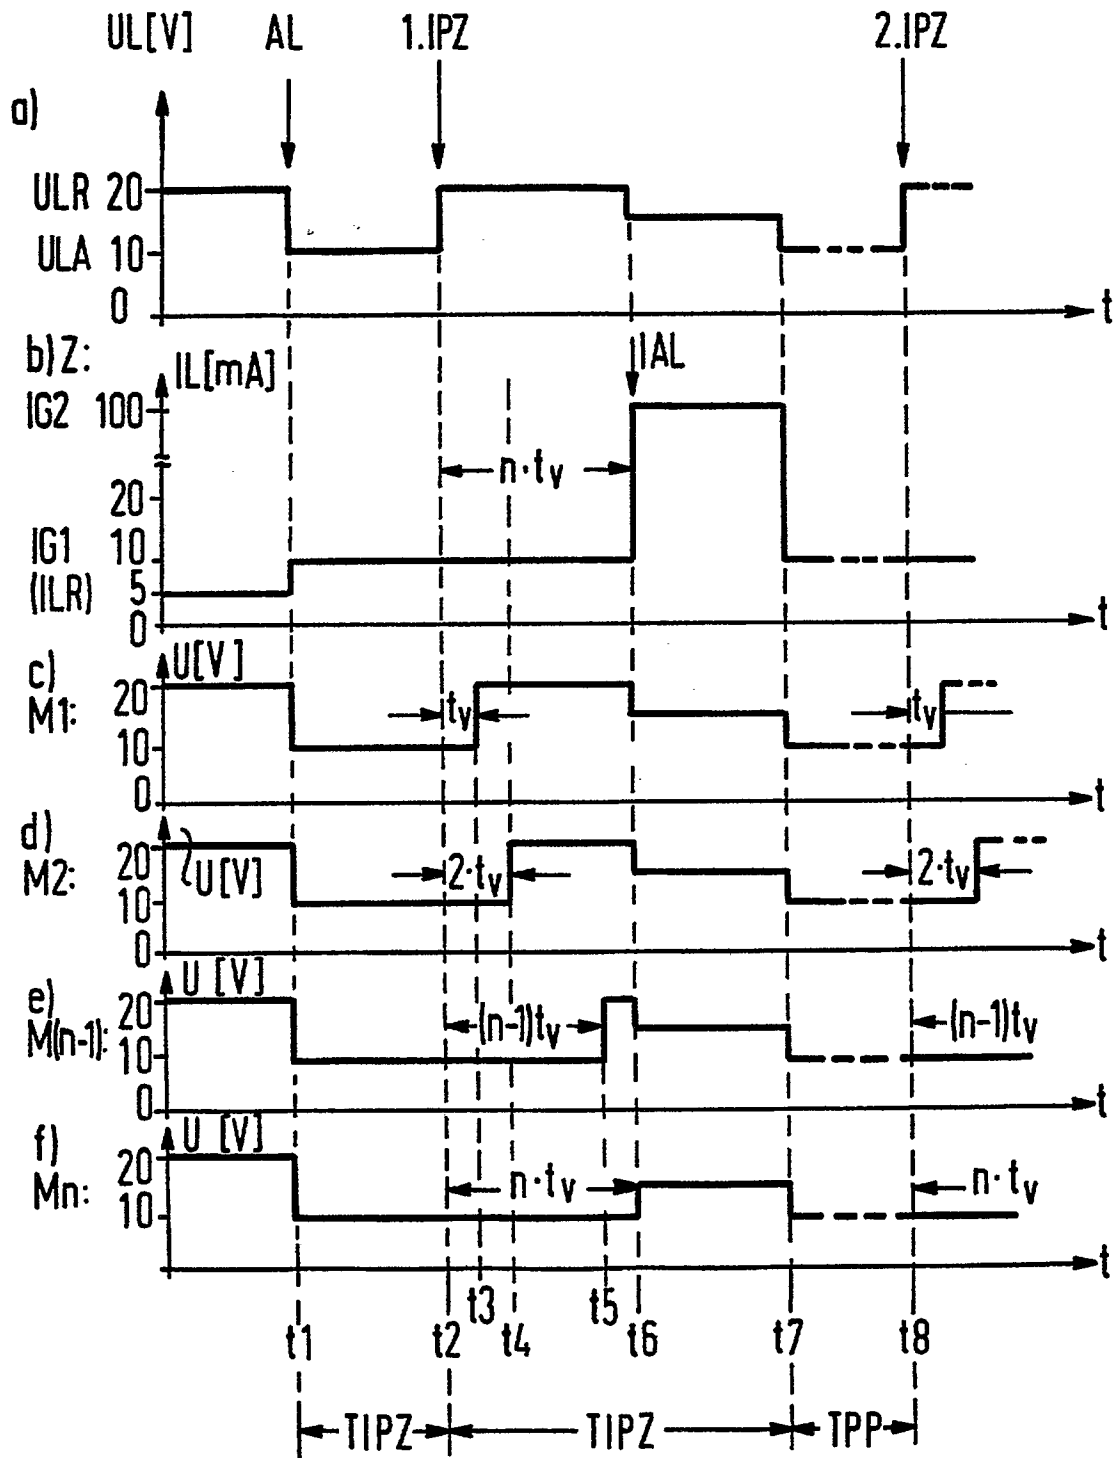 UL[V] AL 1.IPZ 2.IPZ
a)
ULR 20
ULA 10
0
t
b) Z:
IL[mA]
IAL
IG2 100
n·tv
20
IG1 10
(ILR) 5
0
t
c)
U[V]
M1: 20
tv
tv
10
0
t
d)
M2: 20
U[V]
2·tv
2·tv
10
0
t
e)
U [V]
M(n-1): 20
(n-1)tv
(n-1)tv
10
0
t
f)
U [V]
Mn: 20
n·tv
n·tv
10
t
t1 t2 t3 t4 t5 t6 t7 t8
TIPZ TIPZ TPP